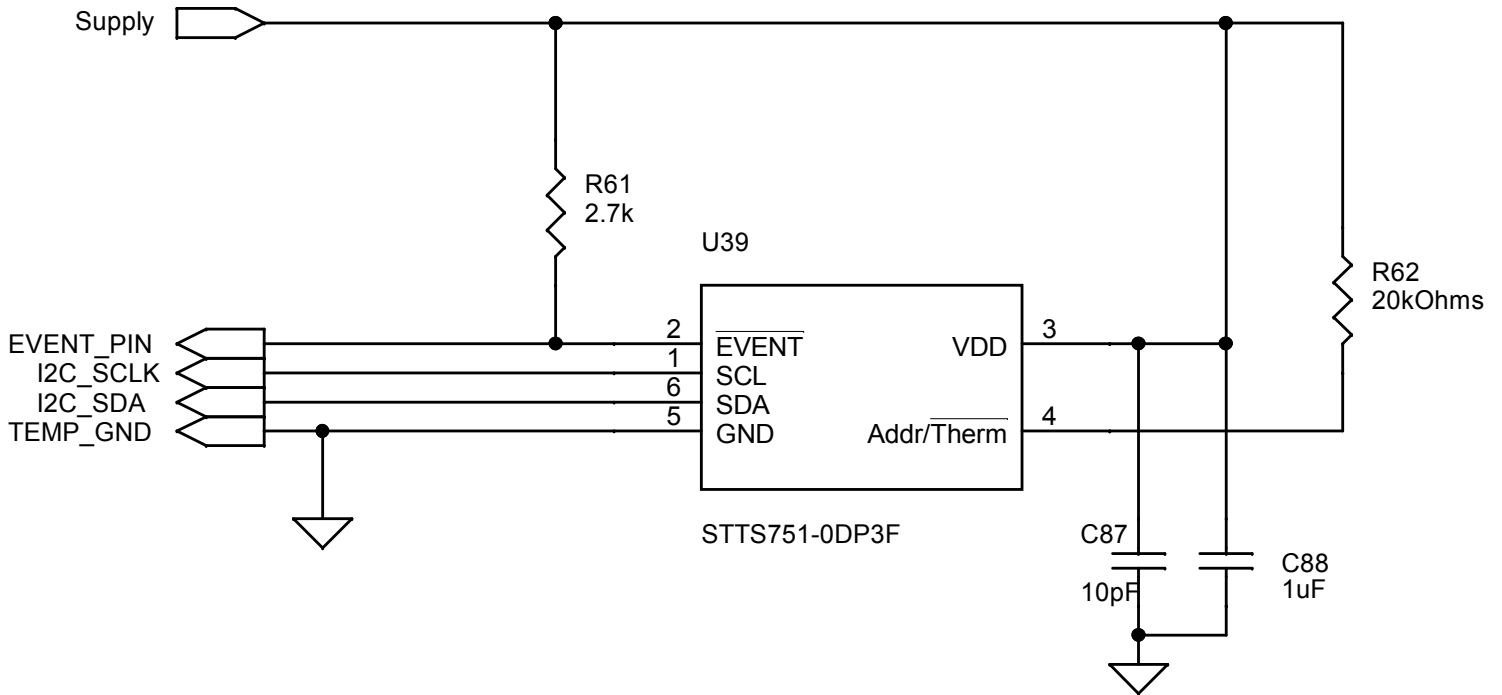 Supply
R61
2.7k
U39
R62
20kOhms
EVENT_PIN
I2C_SCLK
I2C_SDA
TEMP_GND
2
1
6
5
EVENT
SCL
SDA
GND
VDD
Addr/Therm
3
4
STTS751-0DP3F
C87
10pF
C88
1uF